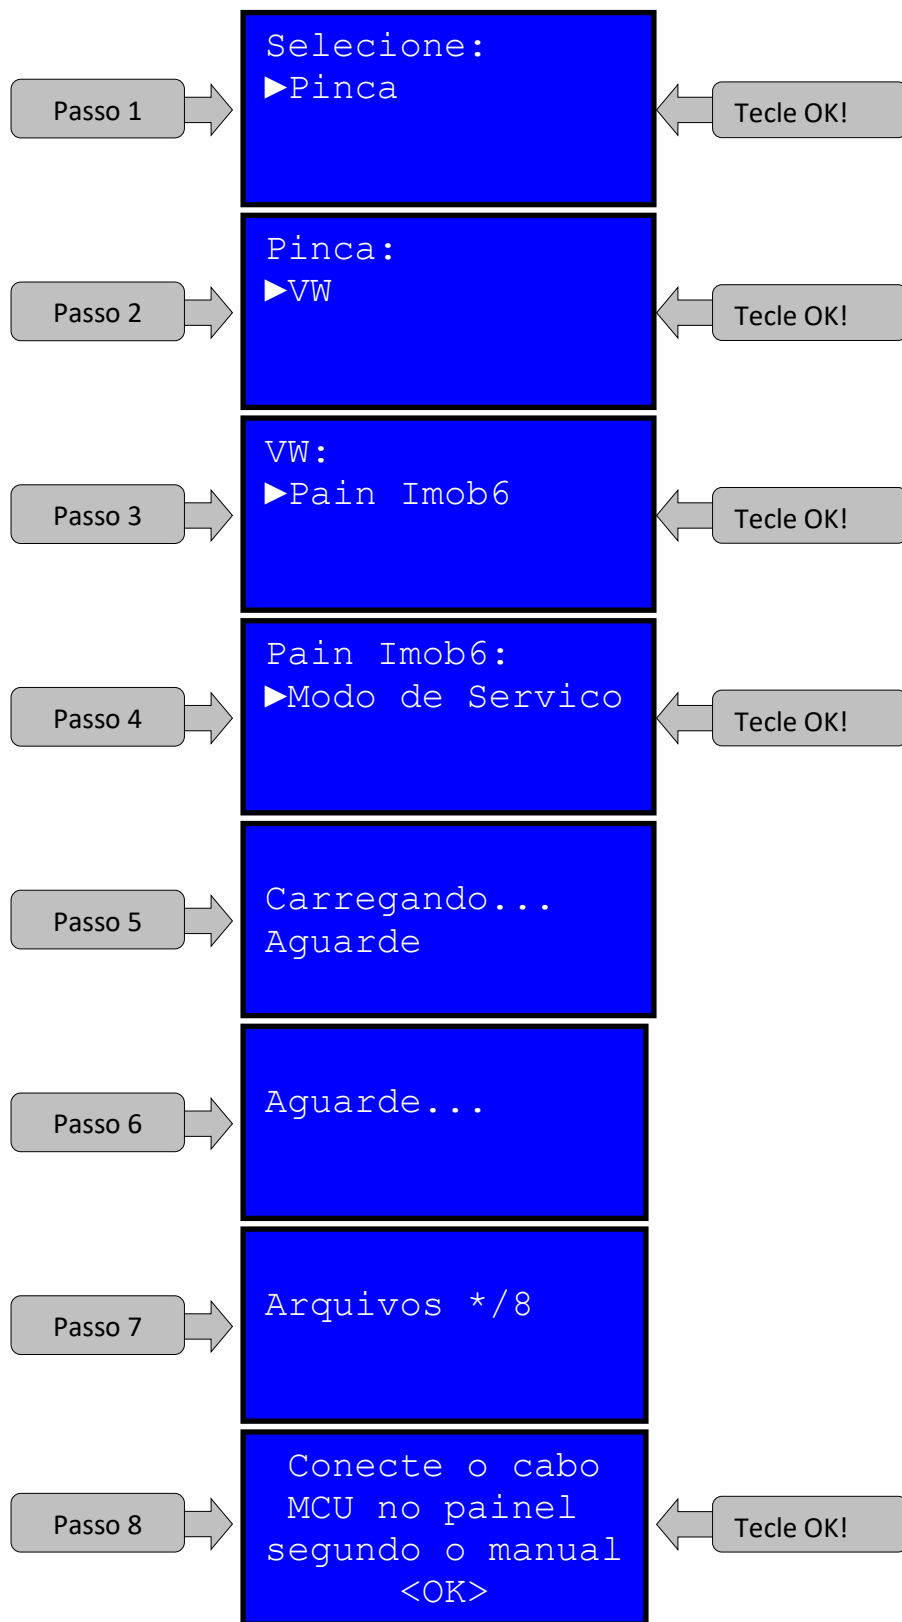 Passo 1
Selecione:
►Pinca
Tecle OK!
Passo 2
Pinca:
►VW
Tecle OK!
Passo 3
VW:
►Pain Imob6
Tecle OK!
Passo 4
Pain Imob6:
►Modo de Servico
Tecle OK!
Passo 5
Carregando...
Aguarde
Passo 6
Aguarde...
Passo 7
Arquivos */8
Passo 8
Conecte o cabo
MCU no painel
segundo o manual
<OK>
Tecle OK!